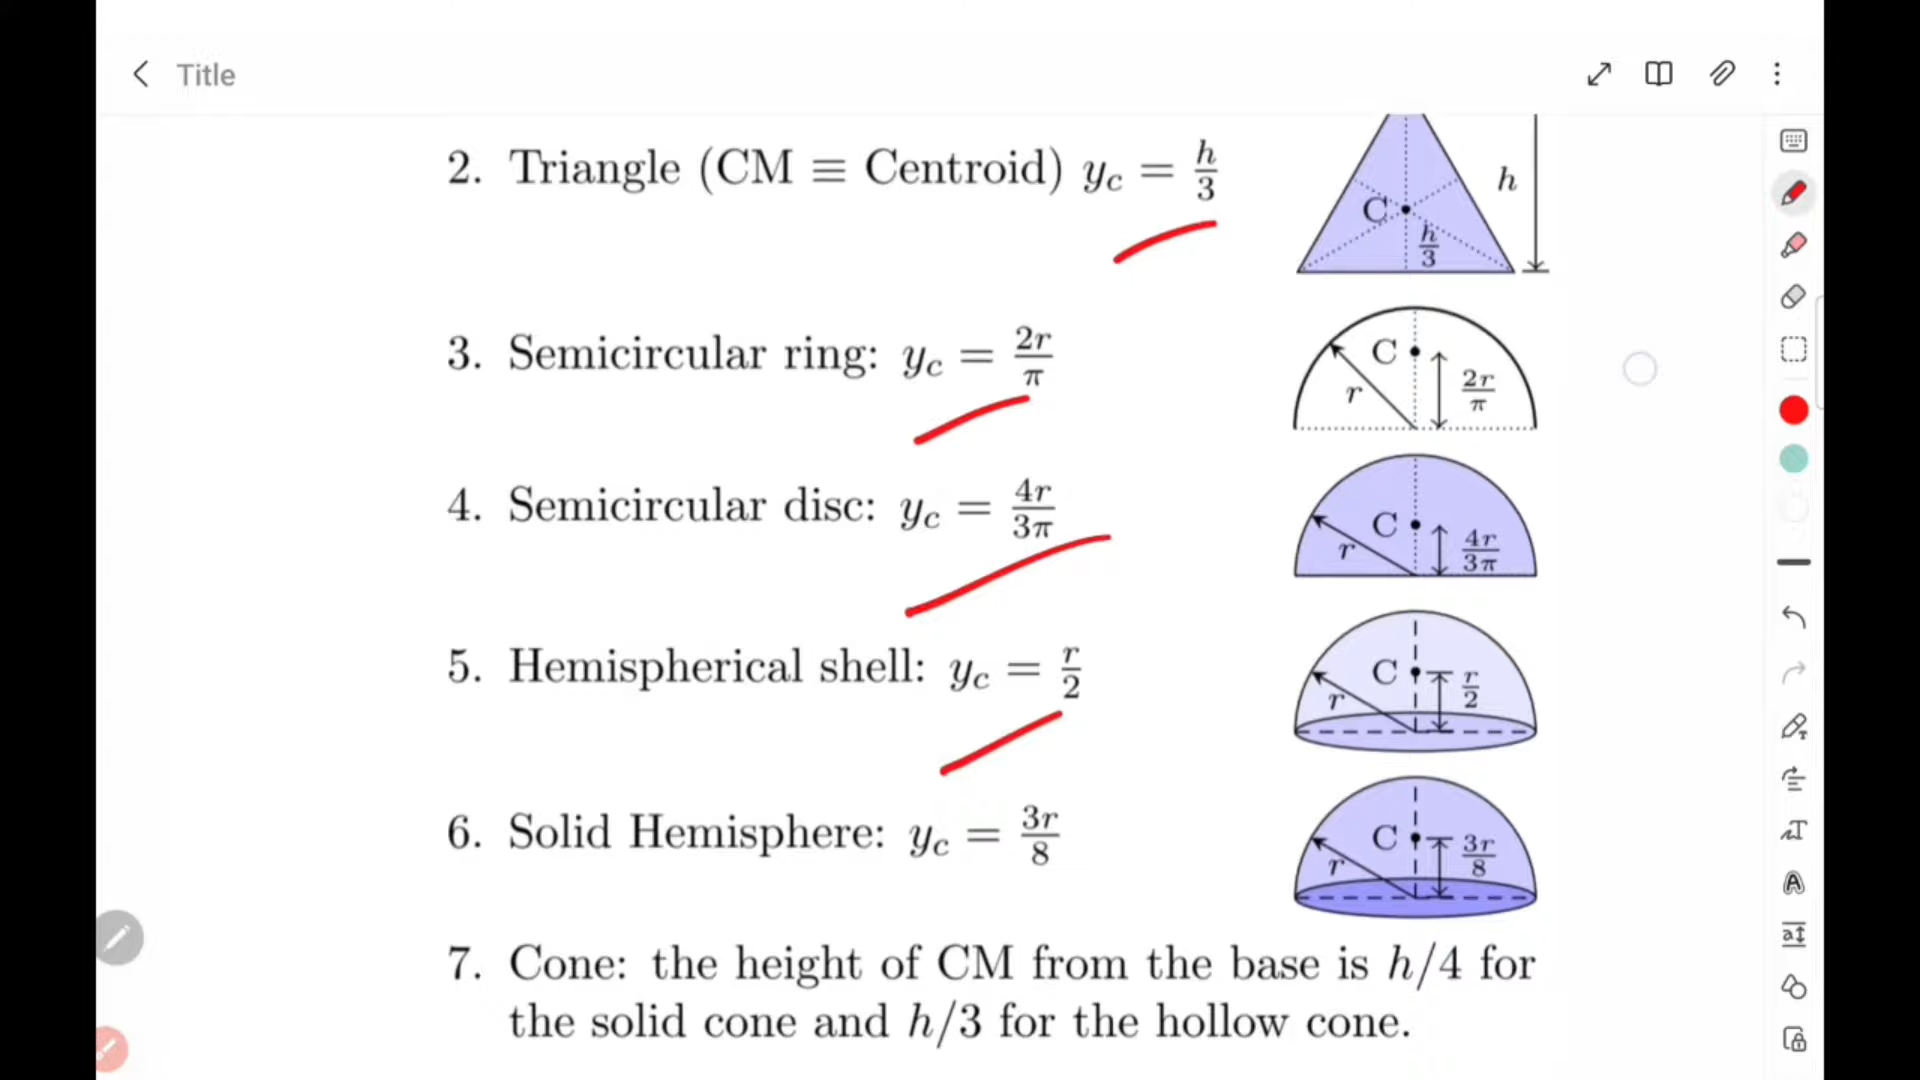 Title
2. Triangle (CM ≡ Centroid) y_c = h/3
h
C
h/3
3. Semicircular ring: y_c = 2r/π
C
r
2r/π
4. Semicircular disc: y_c = 4r/3π
C
r
4r/3π
5. Hemispherical shell: y_c = r/2
C
r
r/2
6. Solid Hemisphere: y_c = 3r/8
C
r
3r/8
7. Cone: the height of CM from the base is h/4 for
the solid cone and h/3 for the hollow cone.